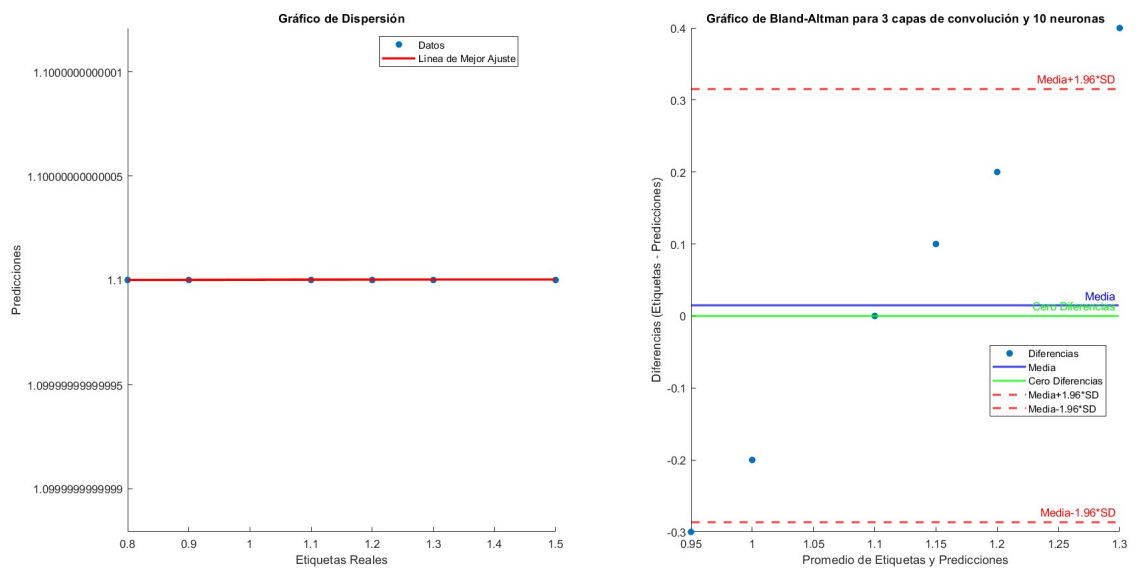 Gráfico de Dispersión
Datos
Linea de Mejor Ajuste
1.1000000000001
1.10000000000005
1.1
1.09999999999995
1.0999999999999
Predicciones
0.8 0.9 1 1.1 1.2 1.3 1.4 1.5
Etiquetas Reales
Gráfico de Bland-Altman para 3 capas de convolución y 10 neuronas
0.4
Media+1.96*SD
0.3
0.2
0.1
Media
Cero Diferencias
0
Diferencias (Etiquetas - Predicciones)
Diferencias
Media
Cero Diferencias
Media+1.96*SD
Media-1.96*SD
-0.1
-0.2
Media-1.96*SD
-0.3
0.95 1 1.05 1.1 1.15 1.2 1.25 1.3
Promedio de Etiquetas y Predicciones